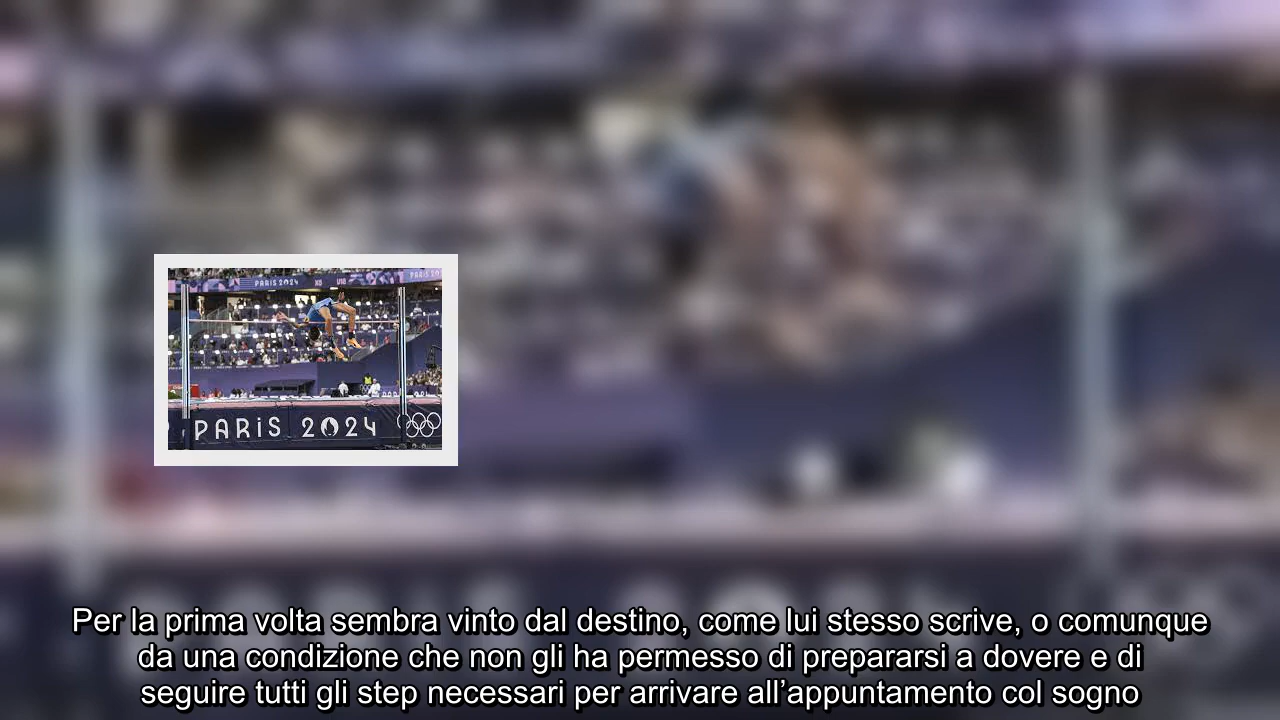 PARIS 2024
PARIS 2024
Per la prima volta sembra vinto dal destino, come lui stesso scrive, o comunque
da una condizione che non gli ha permesso di prepararsi a dovere e di
seguire tutti gli step necessari per arrivare all’appuntamento col sogno